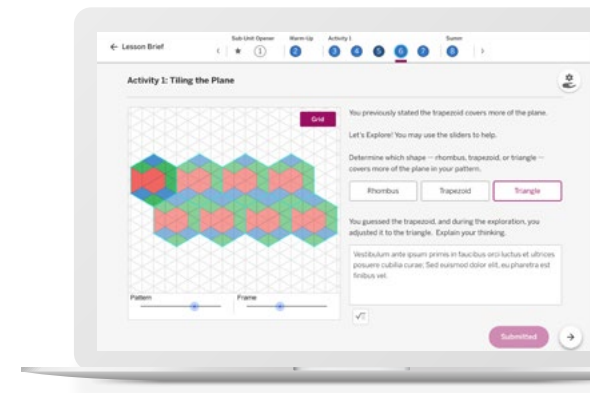 ← Lesson Brief
Sub-Unit Opener Warm-Up Activity 1 Summ
1 2 3 4 5 6 7 8
Activity 1: Tiling the Plane
Grid
Pattern Frame
You previously stated the trapezoid covers more of the plane.
Let's Explore! You may use the sliders to help.
Determine which shape — rhombus, trapezoid, or triangle —
covers more of the plane in your pattern.
Rhombus Trapezoid Triangle
You guessed the trapezoid, and during the exploration, you
adjusted it to the triangle. Explain your thinking.
Vestibulum ante ipsum primis in faucibus orci luctus et ultrices
posuere cubilia curae; Sed euismod dolor elit, eu pharetra est
finibus vel.
Submitted